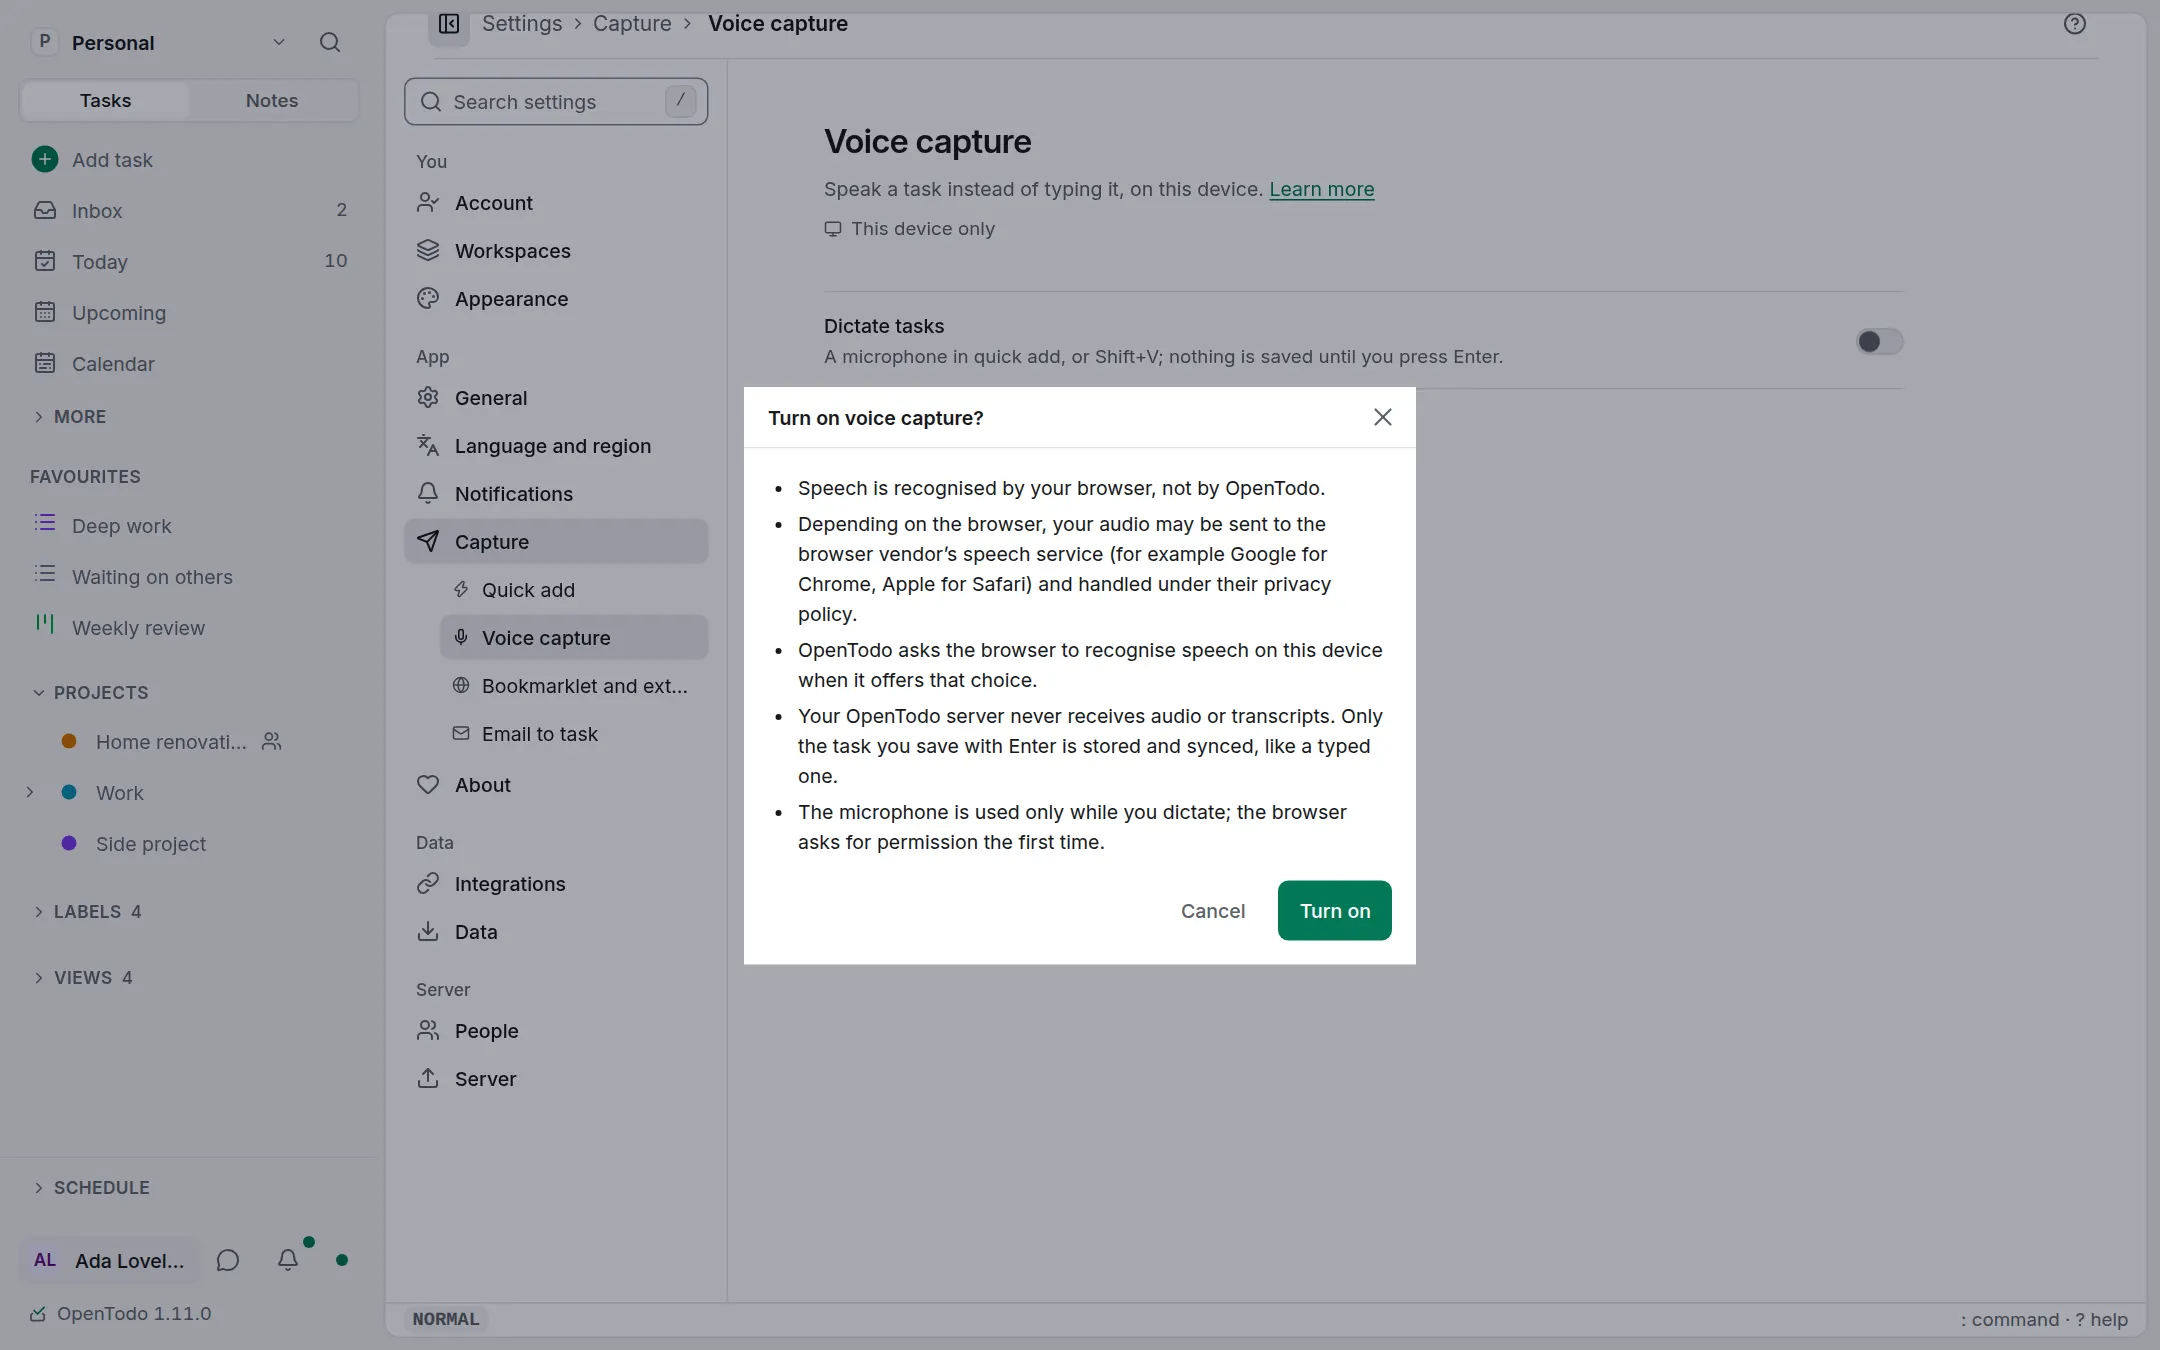 P Personal
Tasks Notes
Add task
Inbox 2
Today 10
Upcoming
Calendar
MORE
FAVOURITES
Deep work
Waiting on others
Weekly review
PROJECTS
Home renovati...
Work
Side project
LABELS 4
VIEWS 4
SCHEDULE
AL Ada Lovel...
OpenTodo 1.11.0
Settings > Capture > Voice capture
Search settings /
You
Account
Workspaces
Appearance
App
General
Language and region
Notifications
Capture
Quick add
Voice capture
Bookmarklet and ext...
Email to task
About
Data
Integrations
Data
Server
People
Server
Voice capture
Speak a task instead of typing it, on this device. Learn more
This device only
Dictate tasks
A microphone in quick add, or Shift+V; nothing is saved until you press Enter.
Turn on voice capture?
• Speech is recognised by your browser, not by OpenTodo.
• Depending on the browser, your audio may be sent to the
browser vendor’s speech service (for example Google for
Chrome, Apple for Safari) and handled under their privacy
policy.
• OpenTodo asks the browser to recognise speech on this device
when it offers that choice.
• Your OpenTodo server never receives audio or transcripts. Only
the task you save with Enter is stored and synced, like a typed
one.
• The microphone is used only while you dictate; the browser
asks for permission the first time.
Cancel Turn on
NORMAL
: command · ? help